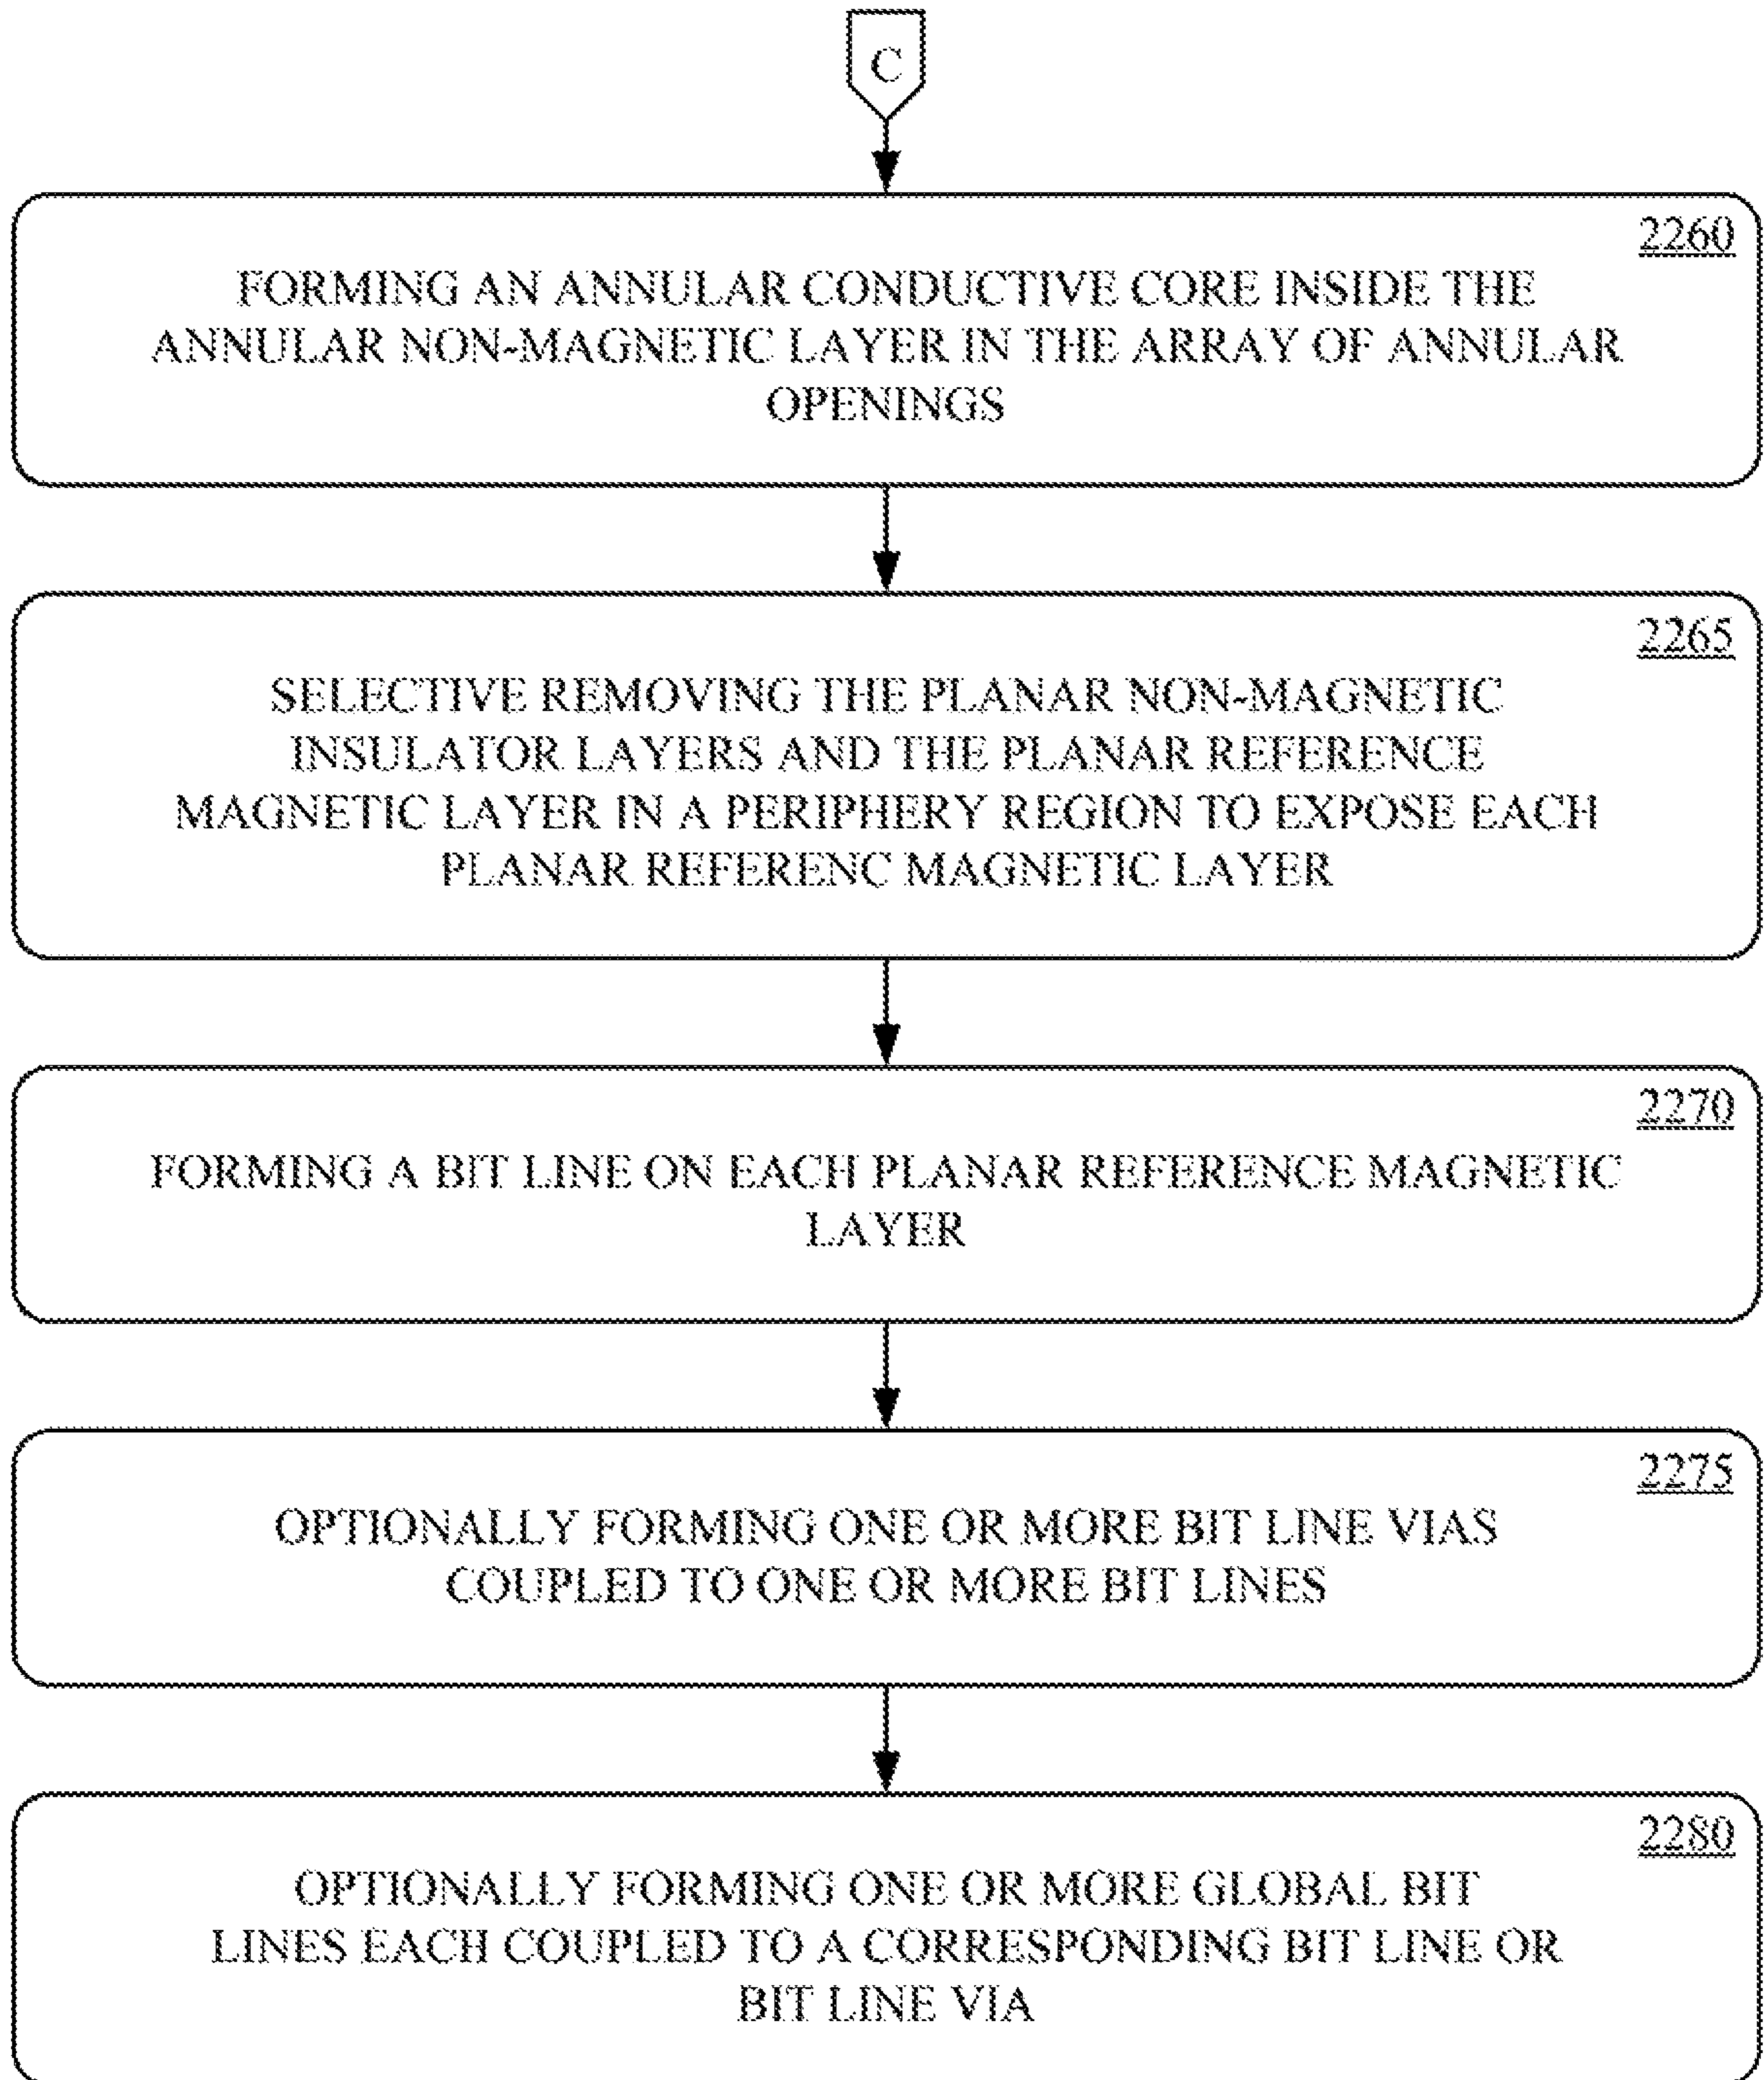 C
2260
FORMING AN ANNULAR CONDUCTIVE CORE INSIDE THE
ANNULAR NON-MAGNETIC LAYER IN THE ARRAY OF ANNULAR
OPENINGS
2265
SELECTIVE REMOVING THE PLANAR NON-MAGNETIC
INSULATOR LAYERS AND THE PLANAR REFERENCE
MAGNETIC LAYER IN A PERIPHERY REGION TO EXPOSE EACH
PLANAR REFERENC MAGNETIC LAYER
2270
FORMING A BIT LINE ON EACH PLANAR REFERENCE MAGNETIC
LAYER
2275
OPTIONALLY FORMING ONE OR MORE BIT LINE VIAS
COUPLED TO ONE OR MORE BIT LINES
2280
OPTIONALLY FORMING ONE OR MORE GLOBAL BIT
LINES EACH COUPLED TO A CORRESPONDING BIT LINE OR
BIT LINE VIA